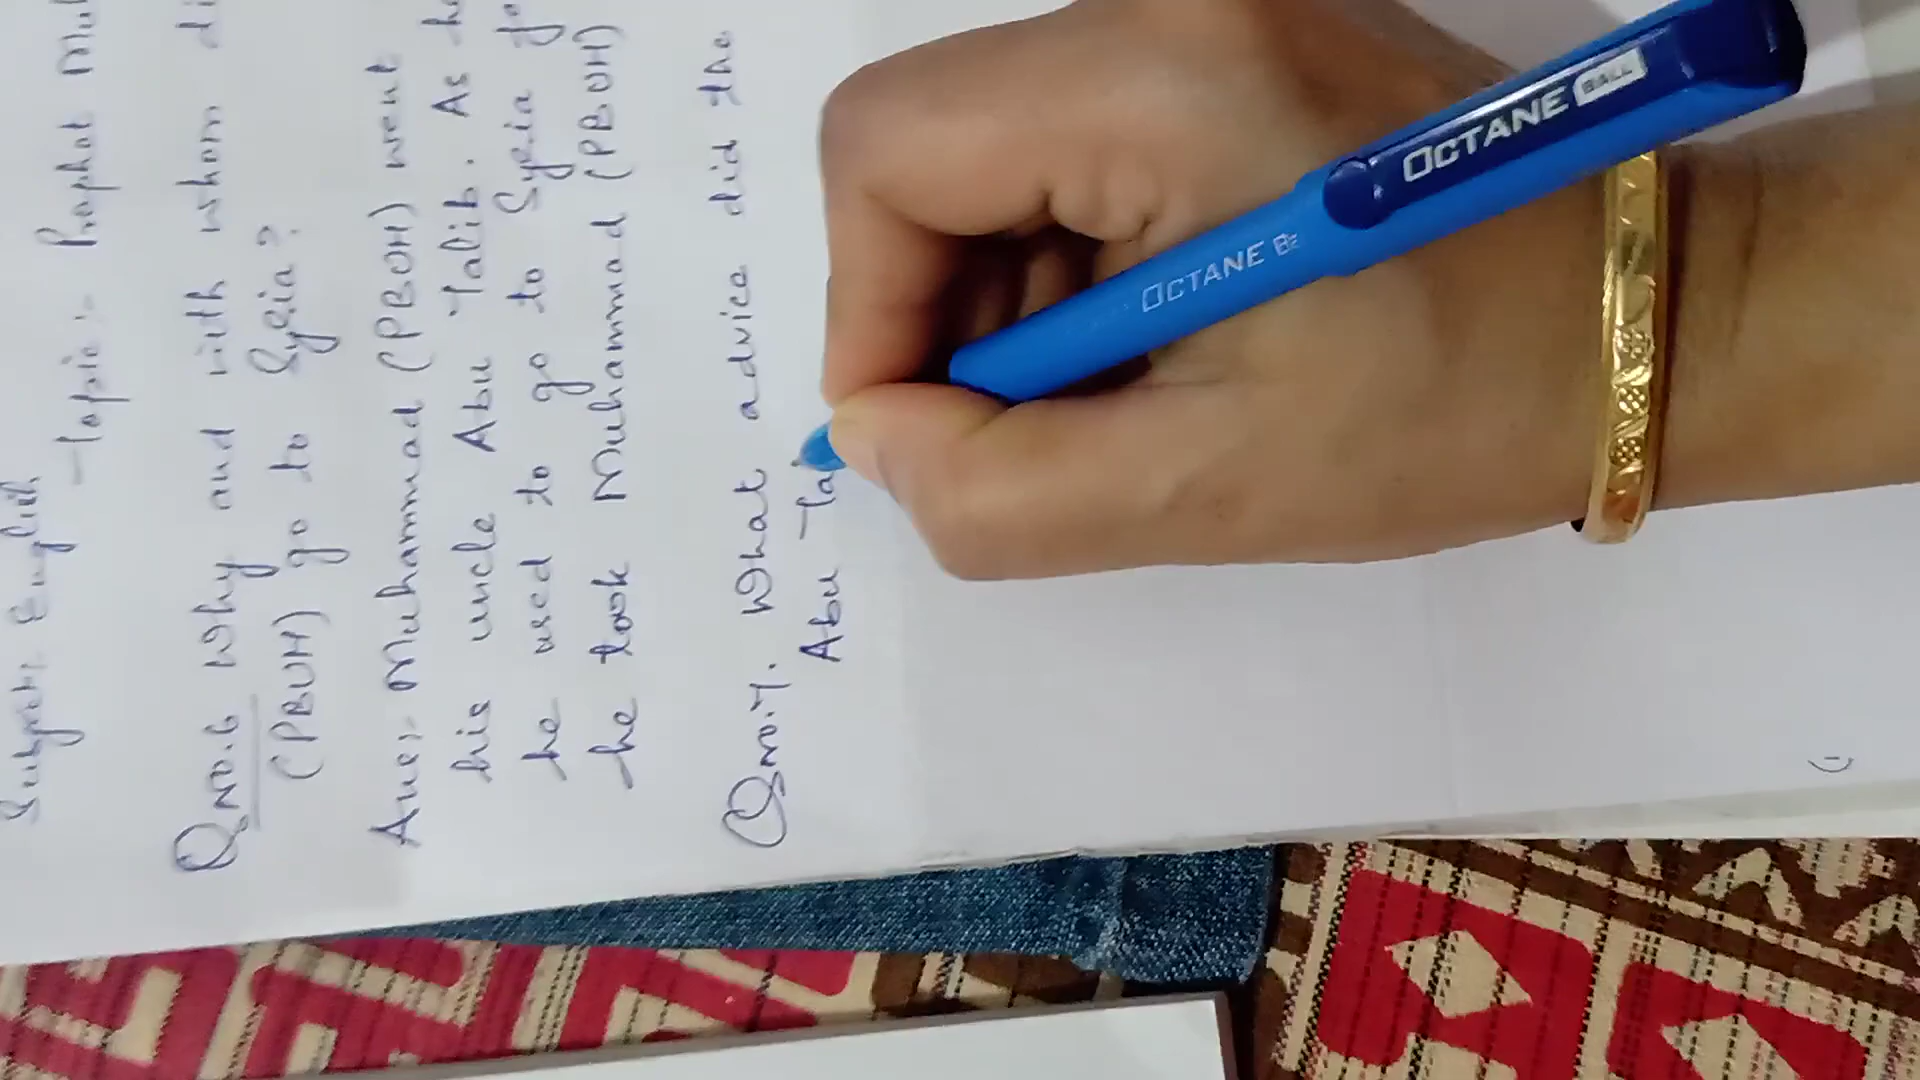 Subject: English
Topic:- Prophet Mu
Q No.6 Why and with whom di
(PBUH) go to Syria?
Ans:- Muhammad (PBUH) went
his uncle Abu Talib. As he
he used to go to Syria fo
he took Muhammad (PBUH)
Q No.7. What advice did the
Abu Ta
OCTANE BALL
OCTANE